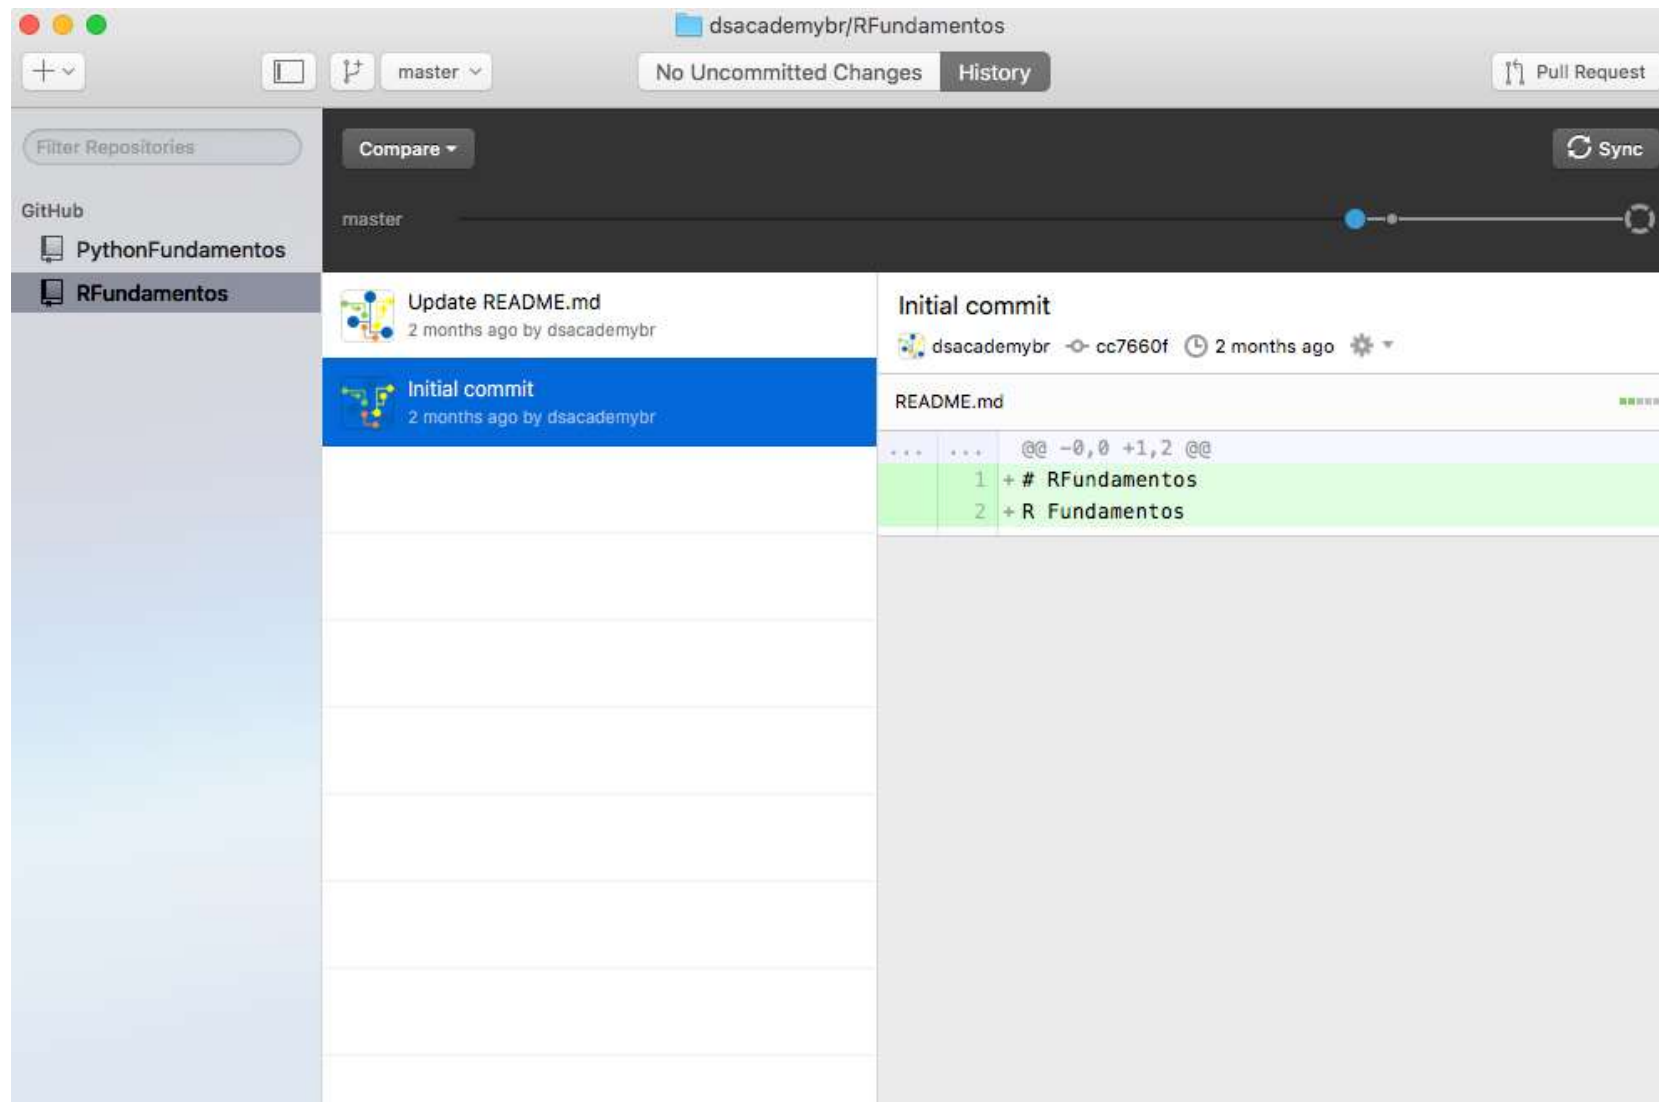 dsacademybr/RFundamentos
master
No Uncommitted Changes
History
Pull Request
Filter Repositories
Compare
Sync
GitHub
master
PythonFundamentos
RFundamentos
Update README.md
2 months ago by dsacademybr
Initial commit
2 months ago by dsacademybr
Initial commit
dsacademybr cc7660f 2 months ago
README.md
... ... @@ -0,0 +1,2 @@
1 + # RFundamentos
2 + R Fundamentos